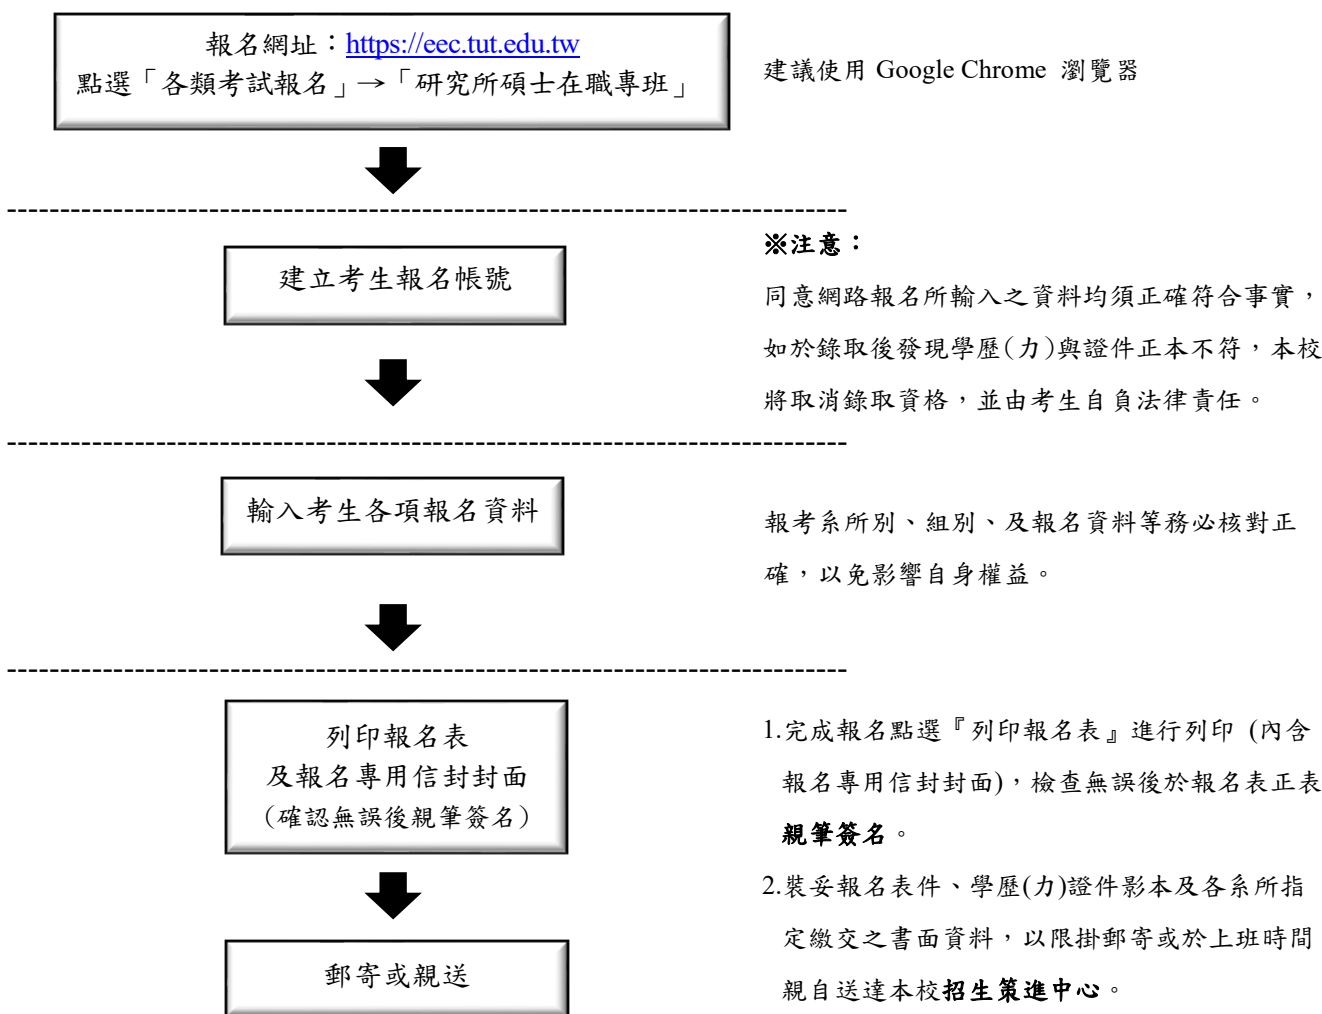 報名網址：https://eec.tut.edu.tw
點選「各類考試報名」→「研究所碩士在職專班」
建議使用 Google Chrome 瀏覽器
建立考生報名帳號
※注意：
同意網路報名所輸入之資料均須正確符合事實，
如於錄取後發現學歷(力)與證件正本不符，本校
將取消錄取資格，並由考生自負法律責任。
輸入考生各項報名資料
報考系所別、組別、及報名資料等務必核對正
確，以免影響自身權益。
列印報名表
及報名專用信封封面
(確認無誤後親筆簽名)
1.完成報名點選『列印報名表』進行列印 (內含
報名專用信封封面)，檢查無誤後於報名表正表
親筆簽名。
2.裝妥報名表件、學歷(力)證件影本及各系所指
定繳交之書面資料，以限掛郵寄或於上班時間
親自送達本校招生策進中心。
郵寄或親送